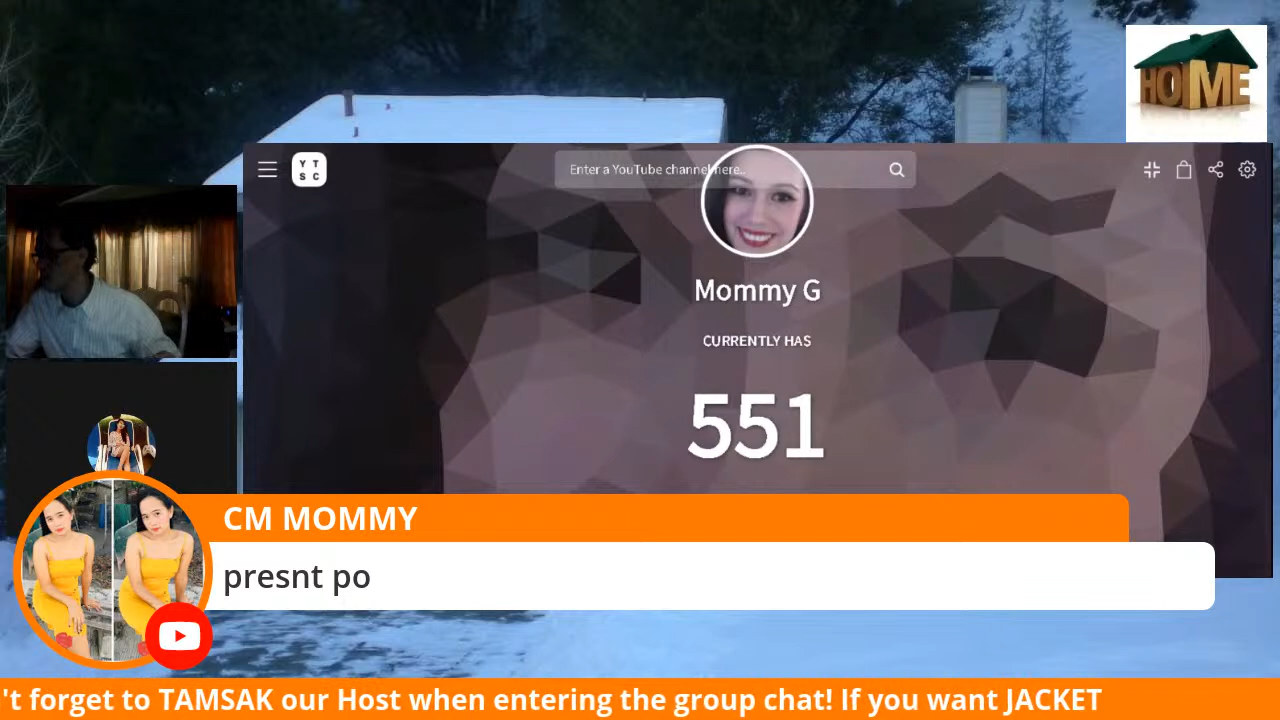 HOME
Y T
S C
Enter a YouTube channel here..
Mommy G
CURRENTLY HAS
551
CM MOMMY
presnt po
't forget to TAMSAK our Host when entering the group chat! If you want JACKET